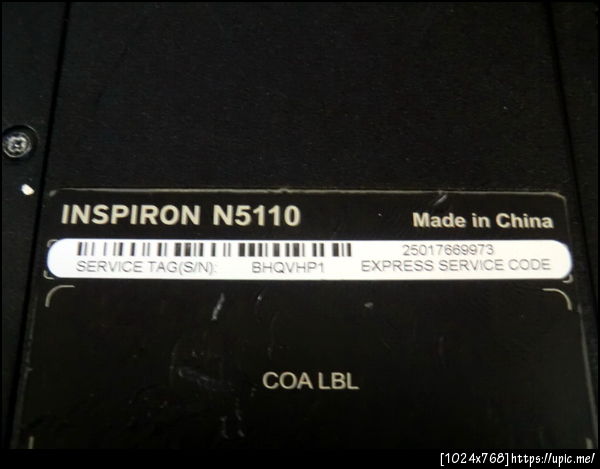 INSPIRON N5110 Made in China
25017669973
SERVICE TAG(S/N): BHQVHP1 EXPRESS SERVICE CODE
COA LBL
[1024x768]https://upic.me/